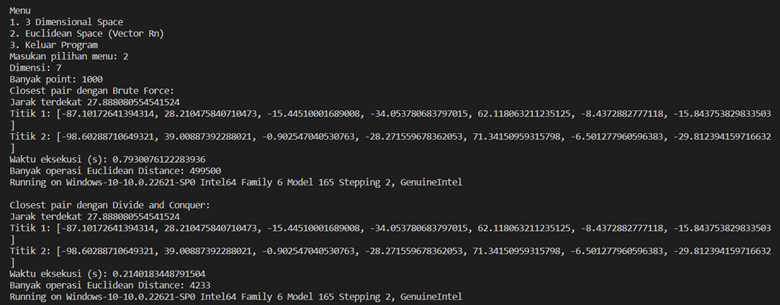 Menu
1. 3 Dimensional Space
2. Euclidean Space (Vector Rn)
3. Keluar Program
Masukan pilihan menu: 2
Dimensi: 7
Banyak point: 1000
Closest pair dengan Brute Force:
Jarak terdekat 27.888080554541524
Titik 1: [-87.10172641394314, 28.210475840710473, -15.44510001689008, -34.053780683797015, 62.118063211235125, -8.4372882777118, -15.843753829833503
]
Titik 2: [-98.60288710649321, 39.00887392288021, -0.902547040530763, -28.271559678362053, 71.34150959315798, -6.501277960596383, -29.812394159716632
]
Waktu eksekusi (s): 0.7930076122283936
Banyak operasi Euclidean Distance: 499500
Running on Windows-10-10.0.22621-SP0 Intel64 Family 6 Model 165 Stepping 2, GenuineIntel
Closest pair dengan Divide and Conquer:
Jarak terdekat 27.888080554541524
Titik 1: [-87.10172641394314, 28.210475840710473, -15.44510001689008, -34.053780683797015, 62.118063211235125, -8.4372882777118, -15.843753829833503
]
Titik 2: [-98.60288710649321, 39.00887392288021, -0.902547040530763, -28.271559678362053, 71.34150959315798, -6.501277960596383, -29.812394159716632
]
Waktu eksekusi (s): 0.2140183448791504
Banyak operasi Euclidean Distance: 4233
Running on Windows-10-10.0.22621-SP0 Intel64 Family 6 Model 165 Stepping 2, GenuineIntel